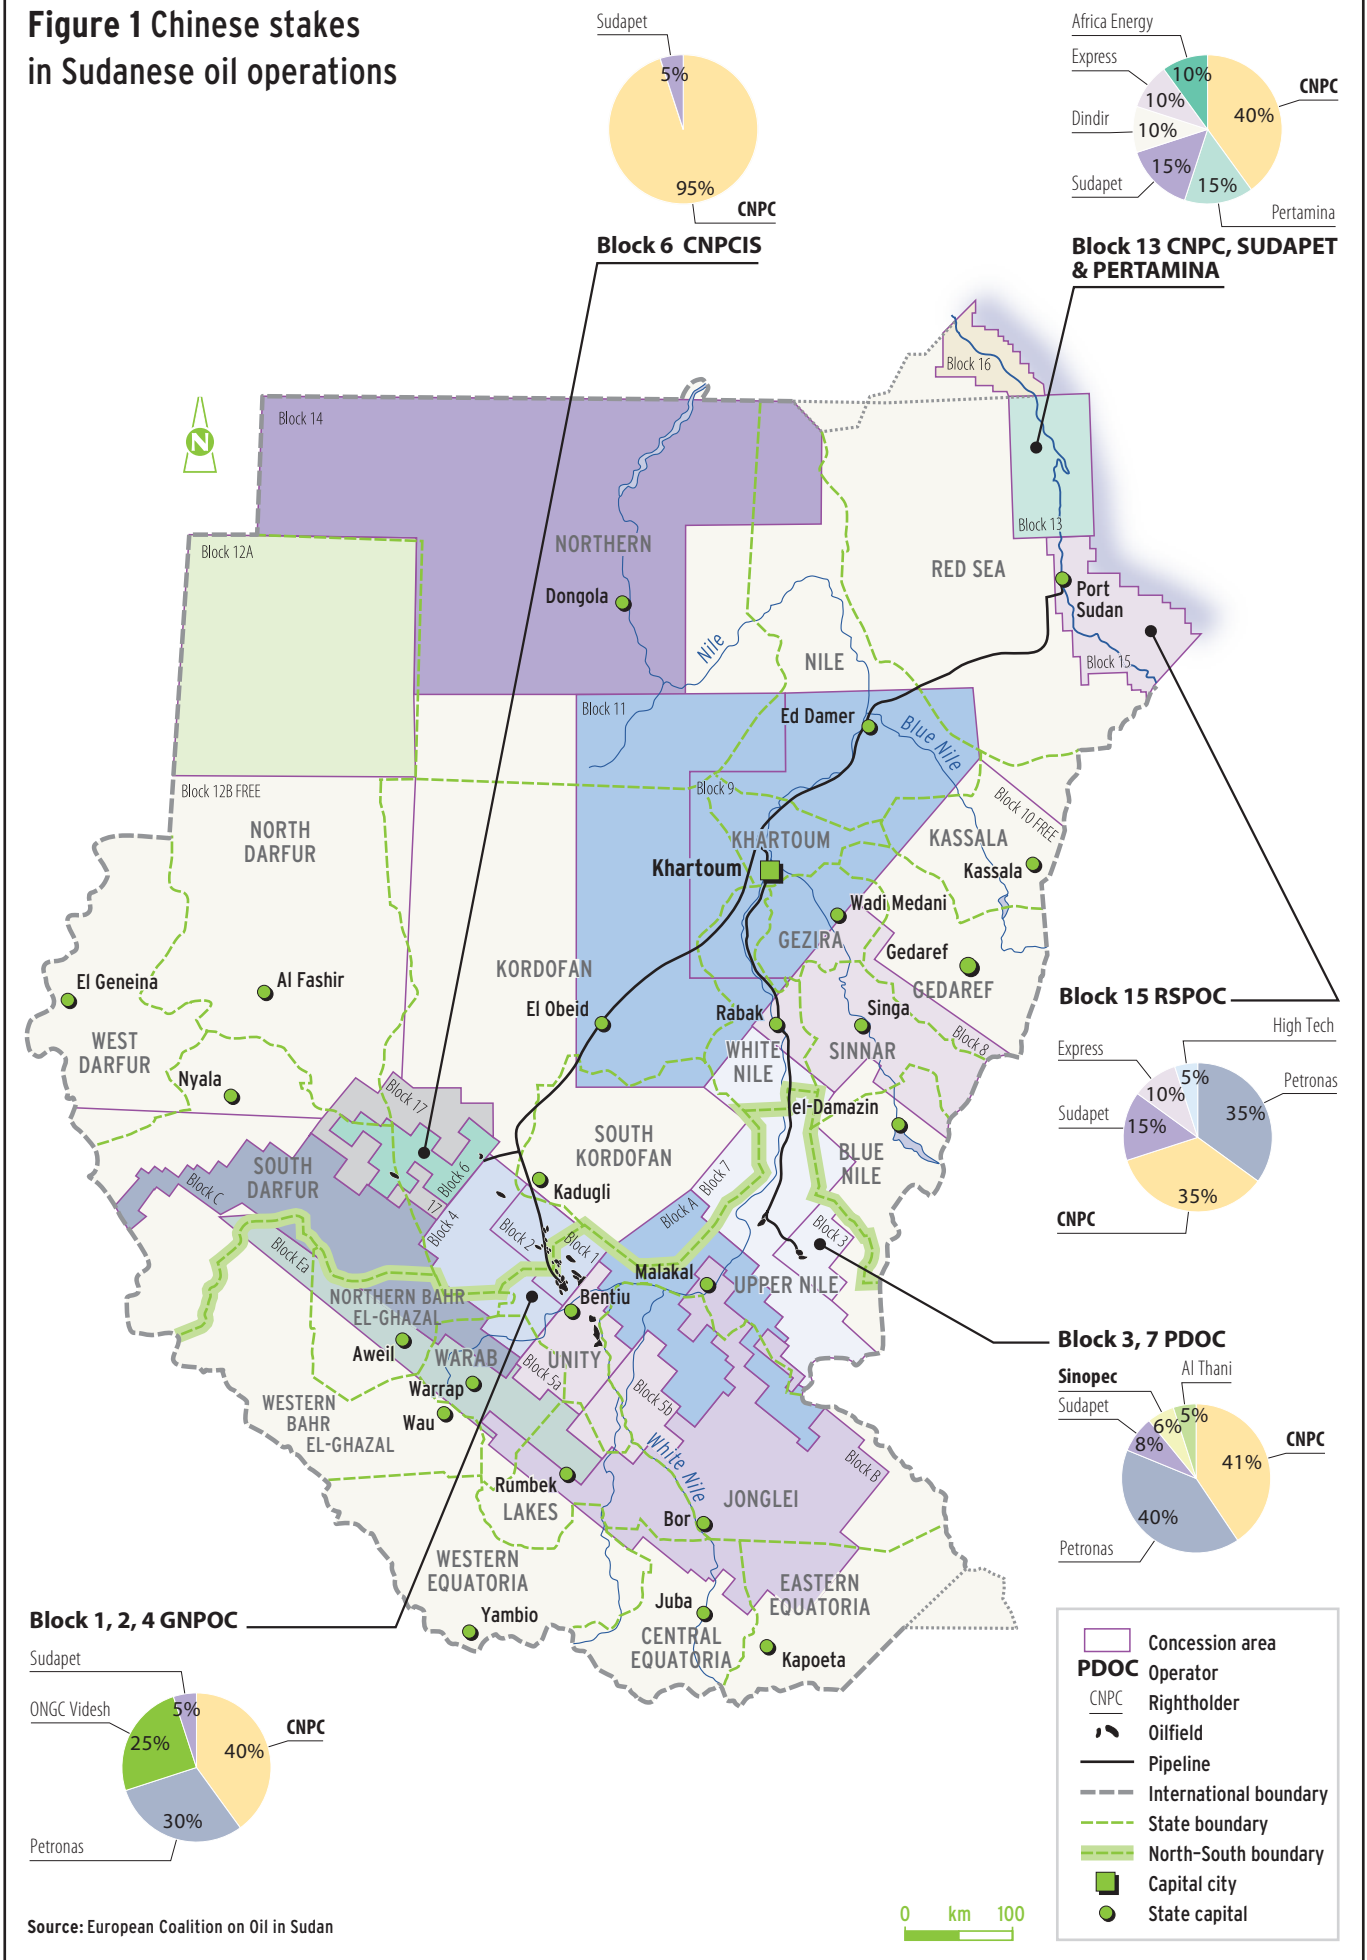 Figure 1 Chinese stakes
in Sudanese oil operations
Sudapet
5%
95%
CNPC
Block 6 CNPCIS
Africa Energy
Express
Dindir
Sudapet
10%
10%
10%
15%
15%
40%
CNPC
Pertamina
Block 13 CNPC, SUDAPET
& PERTAMINA
N
Block 16
Block 14
Block 13
Block 12A
NORTHERN
RED SEA
Dongola
Port
Sudan
Nile
NILE
Block 15
Block 11
Ed Damer
Blue Nile
Block 12B FREE
Block 9
Block 10 FREE
NORTH
DARFUR
KHARTOUM
KASSALA
Khartoum
Kassala
Wadi Medani
GEZIRA
Gedaref
KORDOFAN
El Geneina
Al Fashir
GEDAREF
El Obeid
Rabak
Singa
WEST
DARFUR
WHITE
NILE
SINNAR
Block 8
Nyala
Block 17
el-Damazin
SOUTH
KORDOFAN
BLUE
NILE
SOUTH
DARFUR
Block 6
Block 7
Block C
17
Kadugli
Block A
Block 4
Block 2
Block 1
Block 3
Block Ea
Malakal
UPPER NILE
NORTHERN BAHR
EL-GHAZAL
Bentiu
Aweil
WARAB
UNITY
Block 5a
Warrap
Block 5b
WESTERN
BAHR
EL-GHAZAL
Wau
White Nile
Block B
Rumbek
LAKES
JONGLEI
Bor
WESTERN
EQUATORIA
EASTERN
EQUATORIA
Juba
Yambio
CENTRAL
EQUATORIA
Kapoeta
Block 15 RSPOC
High Tech
Express
Petronas
Sudapet
5%
10%
15%
35%
35%
CNPC
Block 3, 7 PDOC
Sinopec
Al Thani
Sudapet
5%
6%
8%
41%
CNPC
40%
Petronas
Block 1, 2, 4 GNPOC
Sudapet
ONGC Videsh
5%
25%
40%
CNPC
30%
Petronas
Concession area
PDOC Operator
CNPC Rightholder
Oilfield
Pipeline
International boundary
State boundary
North–South boundary
Capital city
State capital
0 km 100
Source: European Coalition on Oil in Sudan